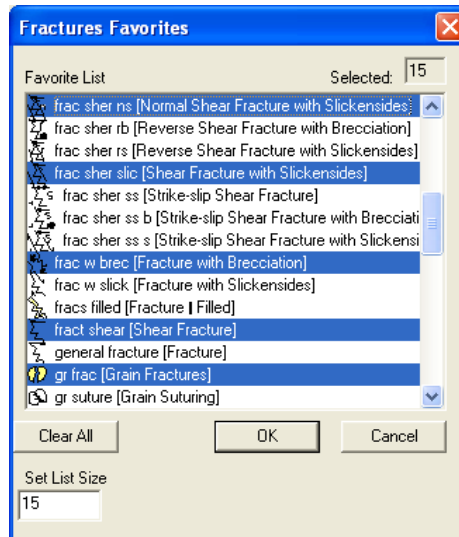 Fractures Favorites
Favorite List Selected: 15
frac sher ns [Normal Shear Fracture with Slickensides]
frac sher rb [Reverse Shear Fracture with Brecciation]
frac sher rs [Reverse Shear Fracture with Slickensides]
frac sher slic [Shear Fracture with Slickensides]
frac sher ss [Strike-slip Shear Fracture]
frac sher ss b [Strike-slip Shear Fracture with Brecciati
frac sher ss s [Strike-slip Shear Fracture with Slickensi
frac w brec [Fracture with Brecciation]
frac w slick [Fracture with Slickensides]
fracs filled [Fracture | Filled]
fract shear [Shear Fracture]
general fracture [Fracture]
gr frac [Grain Fractures]
gr suture [Grain Suturing]
Clear All OK Cancel
Set List Size
15